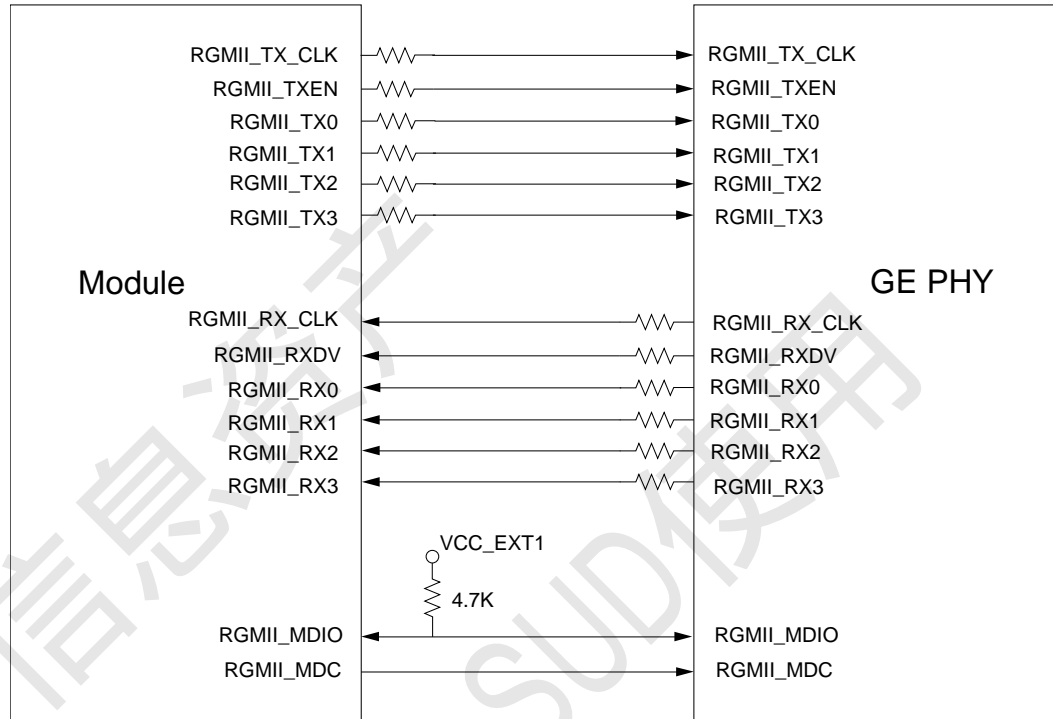 RGMII_TX_CLK RGMII_TX_CLK
RGMII_TXEN RGMII_TXEN
RGMII_TX0 RGMII_TX0
RGMII_TX1 RGMII_TX1
RGMII_TX2 RGMII_TX2
RGMII_TX3 RGMII_TX3
Module GE PHY
RGMII_RX_CLK RGMII_RX_CLK
RGMII_RXDV RGMII_RXDV
RGMII_RX0 RGMII_RX0
RGMII_RX1 RGMII_RX1
RGMII_RX2 RGMII_RX2
RGMII_RX3 RGMII_RX3
VCC_EXT1
4.7K
RGMII_MDIO RGMII_MDIO
RGMII_MDC RGMII_MDC
信息资产
SUD使用